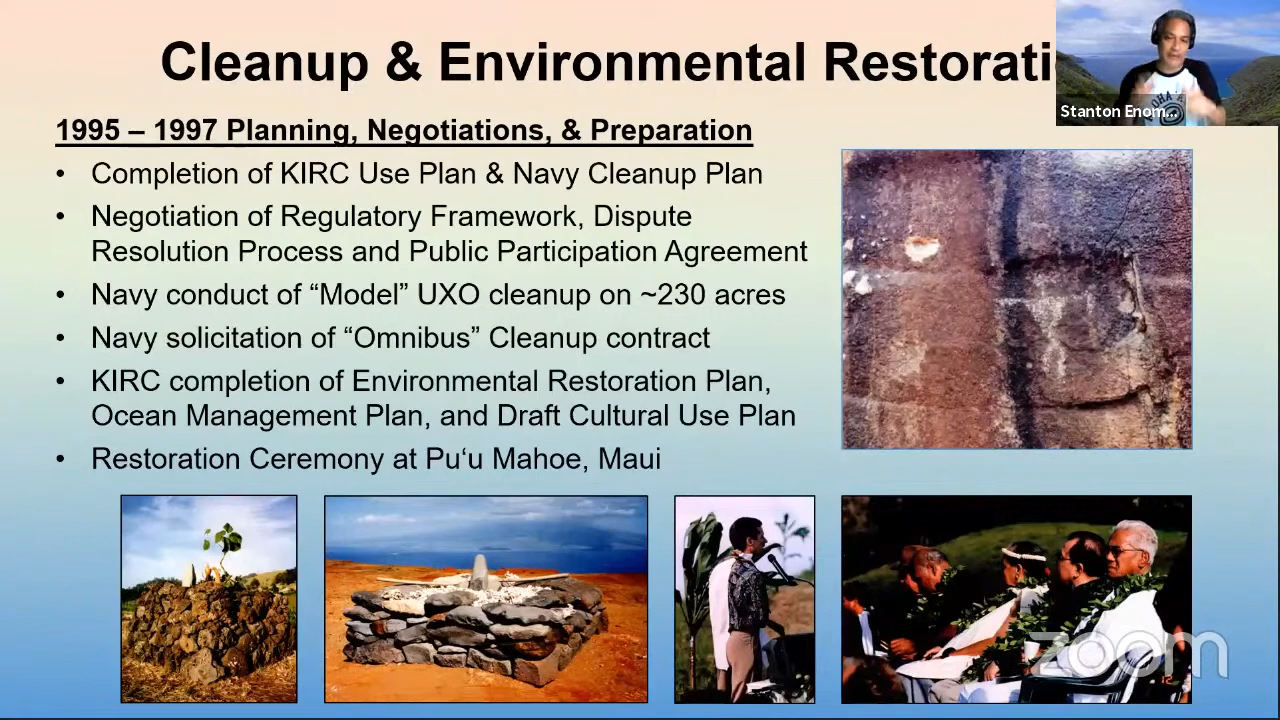 Cleanup & Environmental Restorati
Stanton Enom...
1995 – 1997 Planning, Negotiations, & Preparation
• Completion of KIRC Use Plan & Navy Cleanup Plan
• Negotiation of Regulatory Framework, Dispute
Resolution Process and Public Participation Agreement
• Navy conduct of “Model” UXO cleanup on ~230 acres
• Navy solicitation of “Omnibus” Cleanup contract
• KIRC completion of Environmental Restoration Plan,
Ocean Management Plan, and Draft Cultural Use Plan
• Restoration Ceremony at Pu‘u Mahoe, Maui
zoom